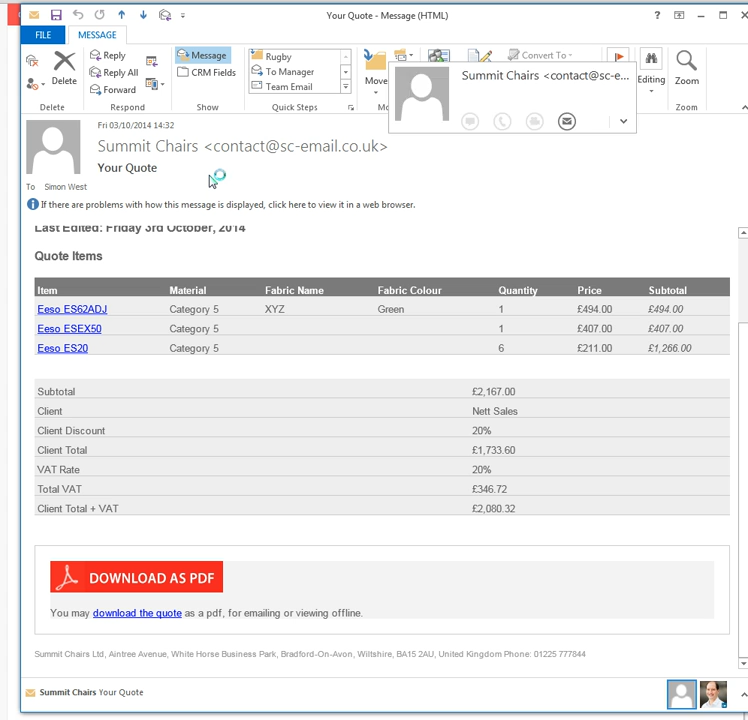 Your Quote - Message (HTML)
FILE MESSAGE
Delete
Reply
Reply All
Forward
Message
CRM Fields
Rugby
To Manager
Team Email
Move
Convert To
Editing
Zoom
Delete Respond Show Quick Steps Zoom
Summit Chairs <contact@sc-e...
Fri 03/10/2014 14:32
Summit Chairs <contact@sc-email.co.uk>
Your Quote
To Simon West
If there are problems with how this message is displayed, click here to view it in a web browser.
Last Edited: Friday 3rd October, 2014
Quote Items
Item Material Fabric Name Fabric Colour Quantity Price Subtotal
Eeso ES62ADJ Category 5 XYZ Green 1 £494.00 £494.00
Eeso ESEX50 Category 5 1 £407.00 £407.00
Eeso ES20 Category 5 6 £211.00 £1,266.00
Subtotal £2,167.00
Client Nett Sales
Client Discount 20%
Client Total £1,733.60
VAT Rate 20%
Total VAT £346.72
Client Total + VAT £2,080.32
DOWNLOAD AS PDF
You may download the quote as a pdf, for emailing or viewing offline.
Summit Chairs Ltd, Aintree Avenue, White Horse Business Park, Bradford-On-Avon, Wiltshire, BA15 2AU, United Kingdom Phone: 01225 777844
Summit Chairs Your Quote